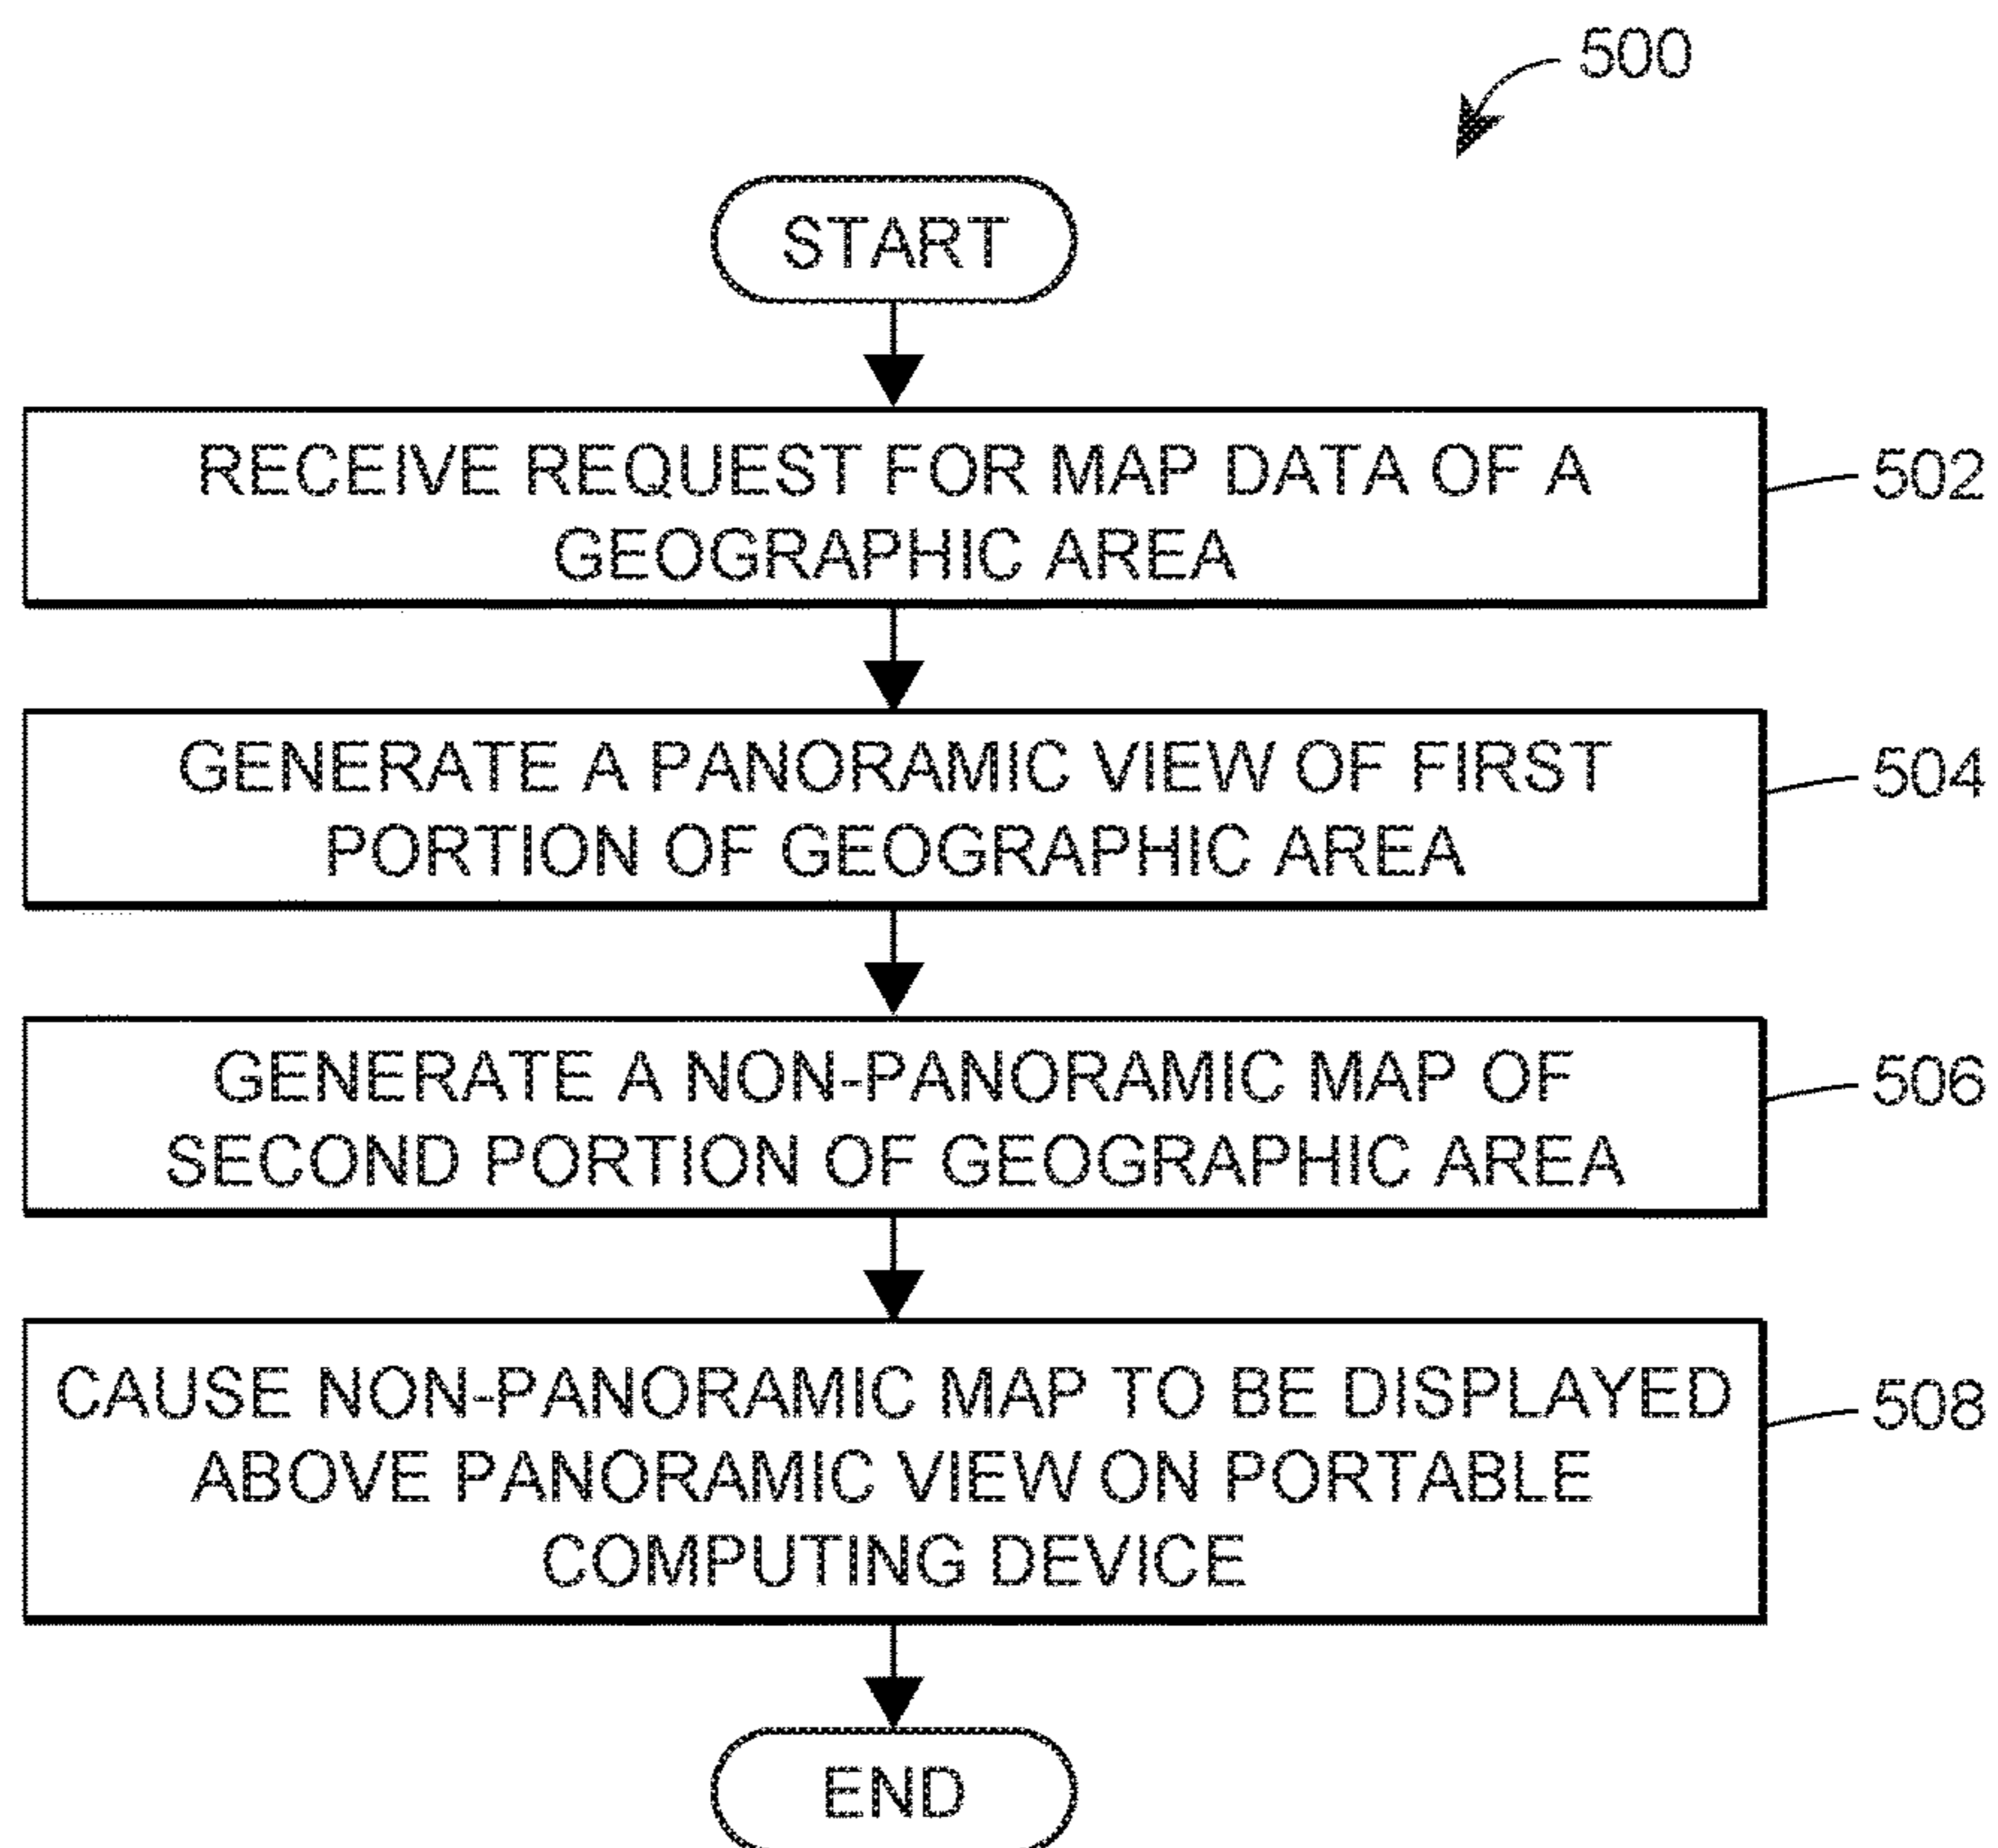 500
START
RECEIVE REQUEST FOR MAP DATA OF A
GEOGRAPHIC AREA
502
GENERATE A PANORAMIC VIEW OF FIRST
PORTION OF GEOGRAPHIC AREA
504
GENERATE A NON-PANORAMIC MAP OF
SECOND PORTION OF GEOGRAPHIC AREA
506
CAUSE NON-PANORAMIC MAP TO BE DISPLAYED
ABOVE PANORAMIC VIEW ON PORTABLE
COMPUTING DEVICE
508
END